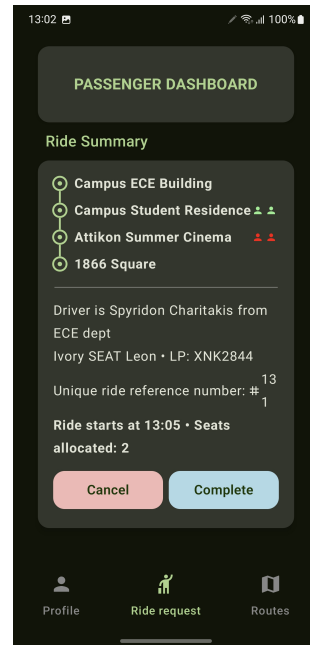 13:02
100%
PASSENGER DASHBOARD
Ride Summary
Campus ECE Building
Campus Student Residence
Attikon Summer Cinema
1866 Square
Driver is Spyridon Charitakis from
ECE dept
Ivory SEAT Leon • LP: XNK2844
Unique ride reference number: #13
1
Ride starts at 13:05 • Seats
allocated: 2
Cancel
Complete
Profile
Ride request
Routes